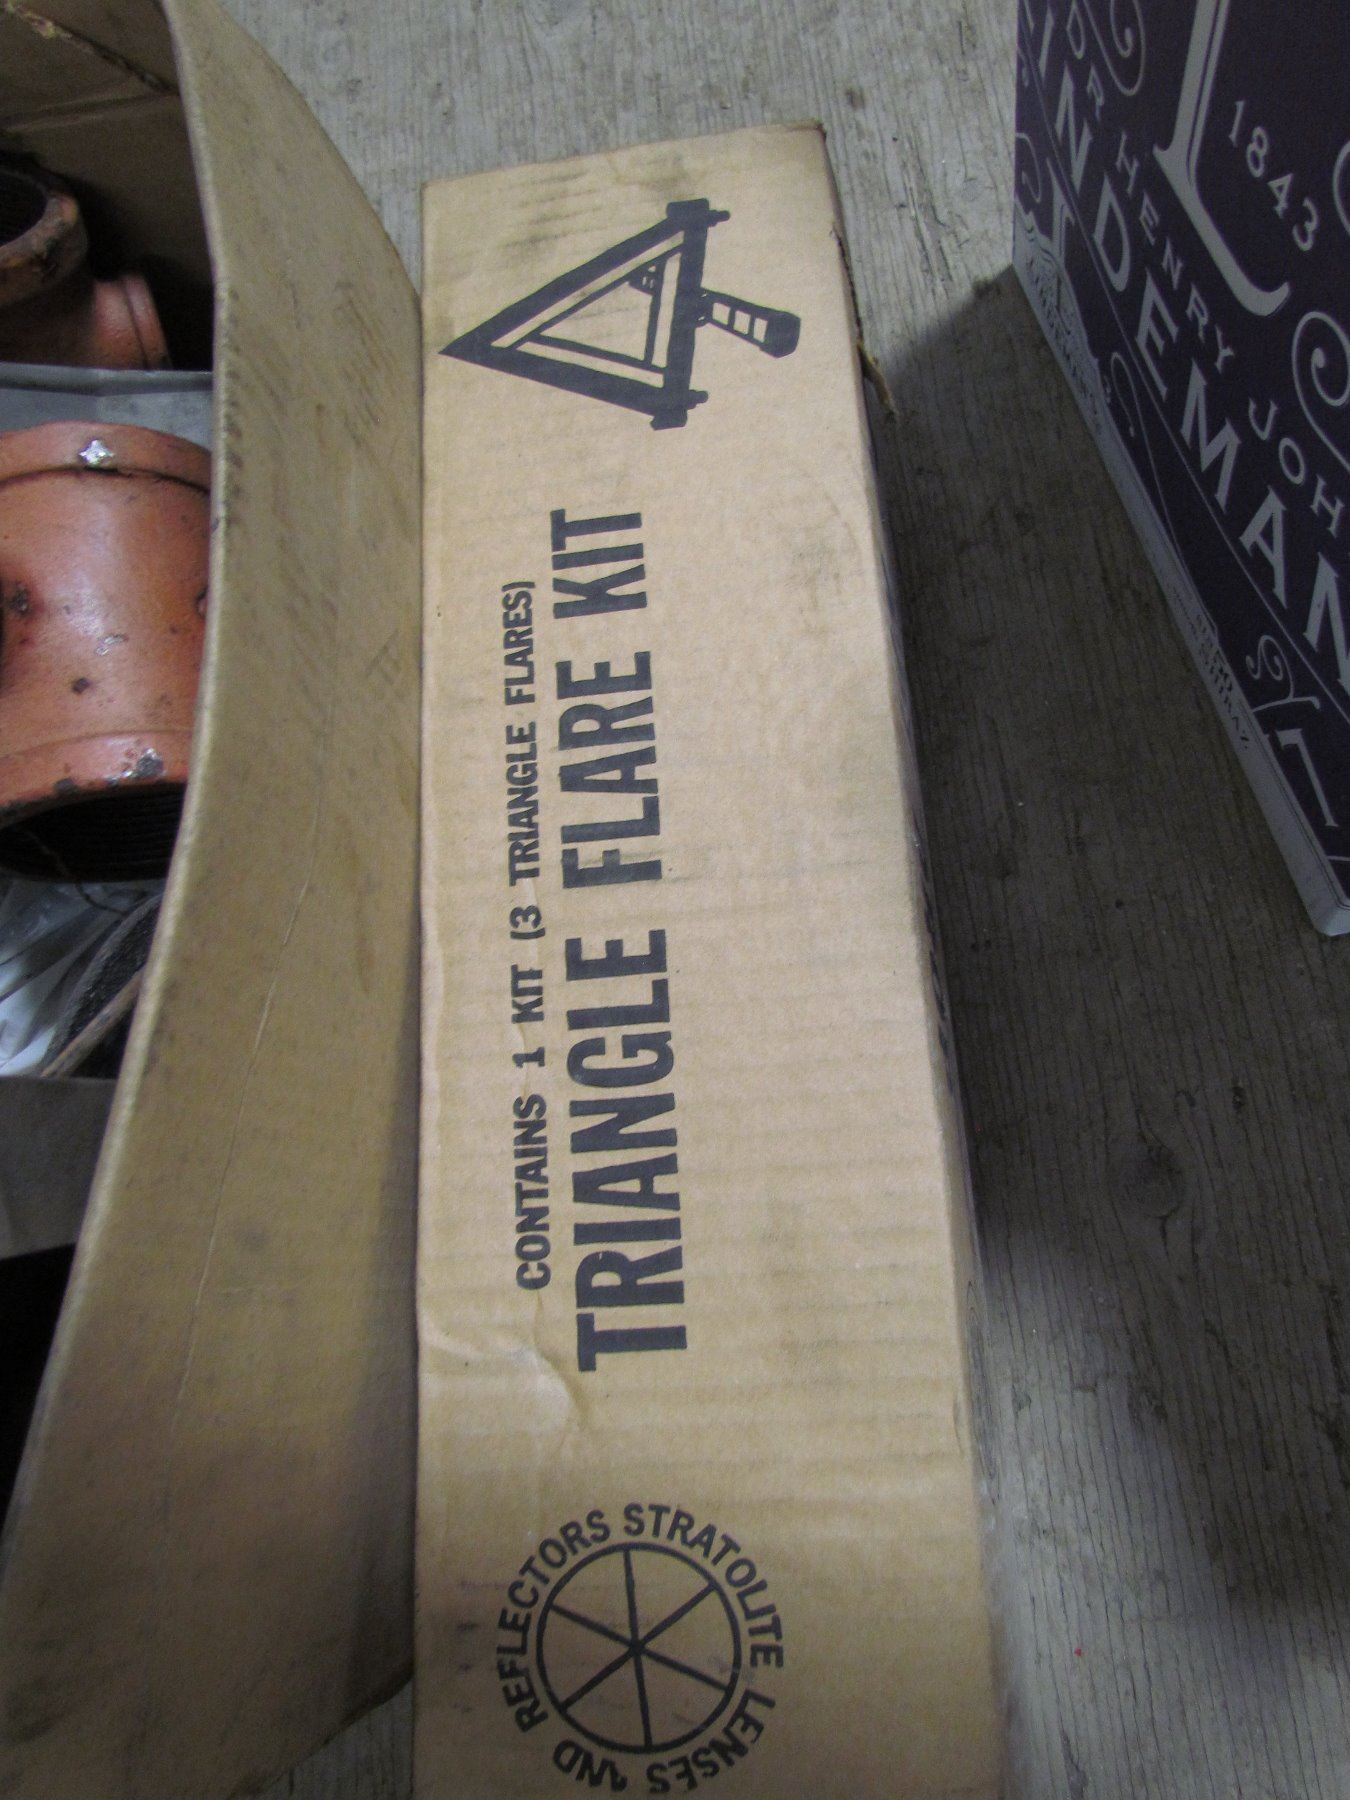 CONTAINS 1 KIT (3 TRIANGLE FLARES)
TRIANGLE FLARE KIT
REFLECTORS STRATOLITE LENSES AND
1843
DR HENRY JOH
INDEMAN